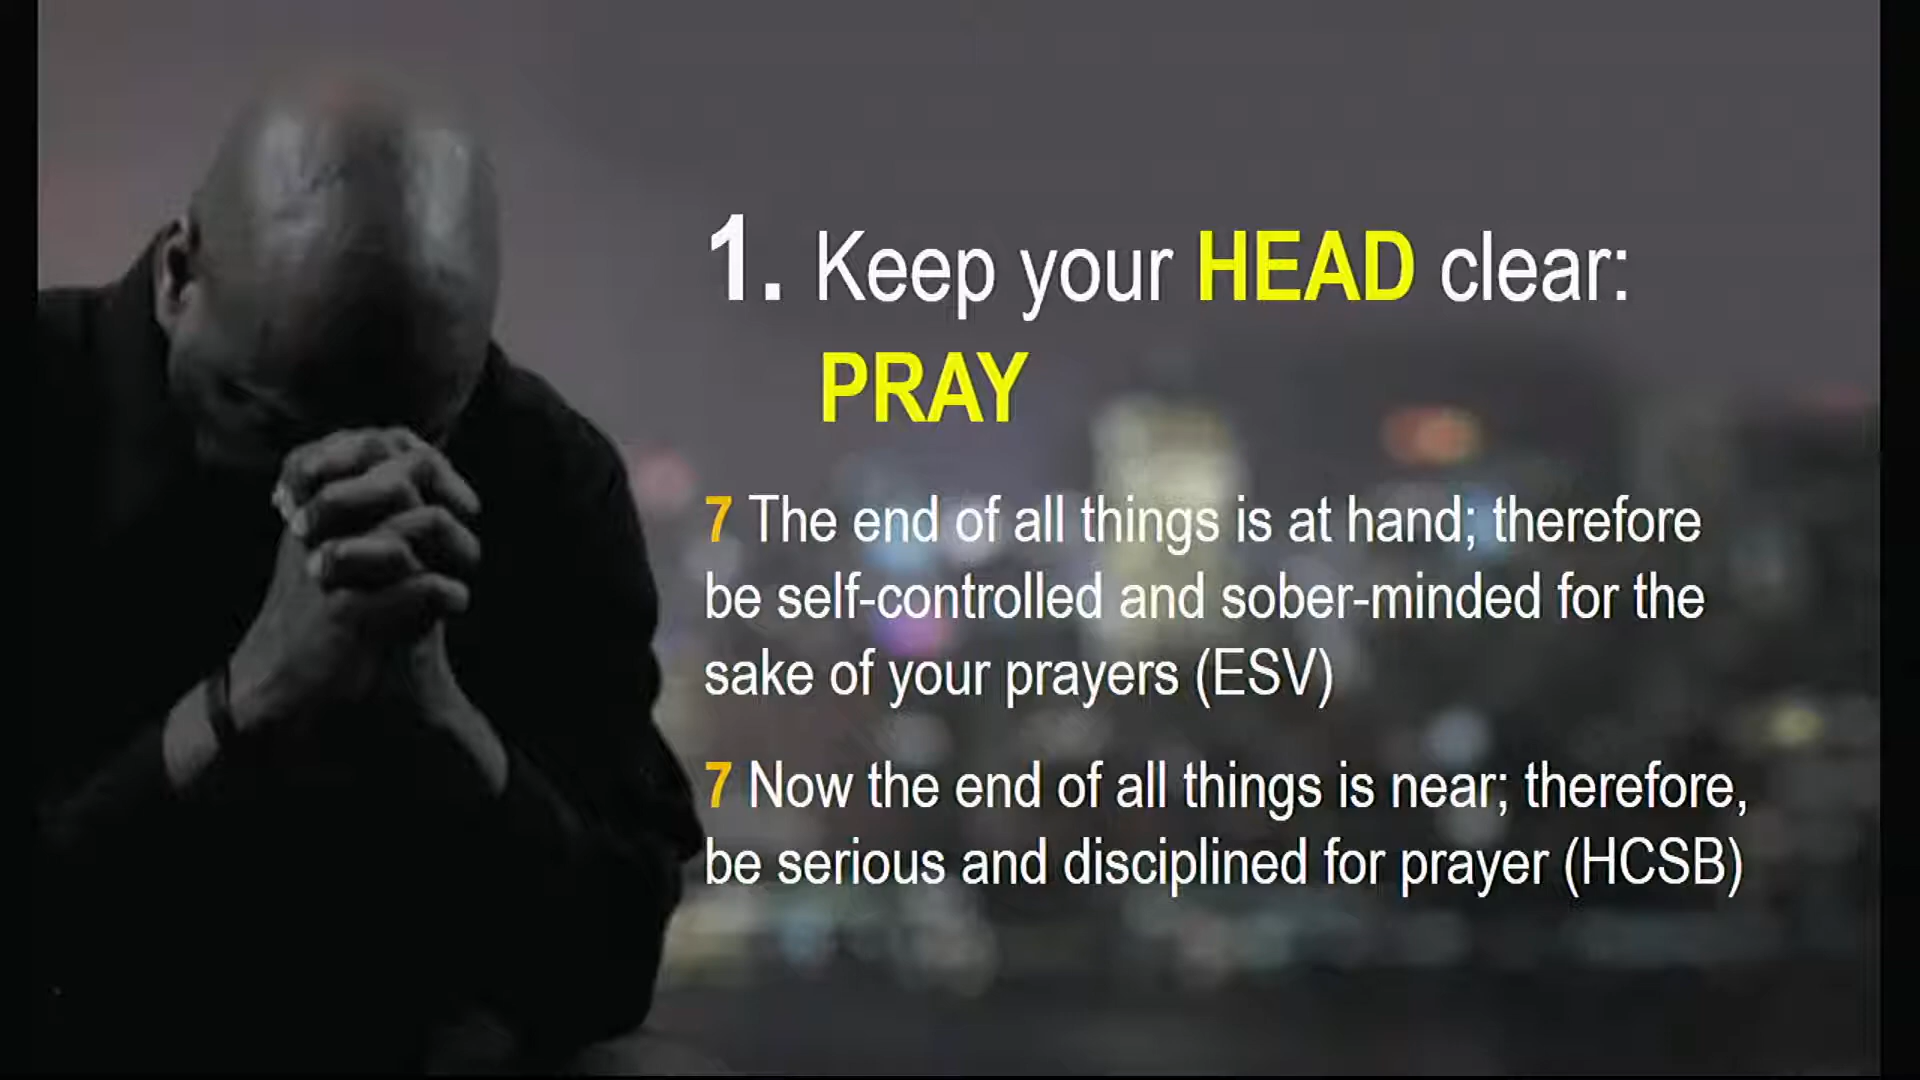 1. Keep your HEAD clear:
PRAY
7 The end of all things is at hand; therefore
be self-controlled and sober-minded for the
sake of your prayers (ESV)
7 Now the end of all things is near; therefore,
be serious and disciplined for prayer (HCSB)